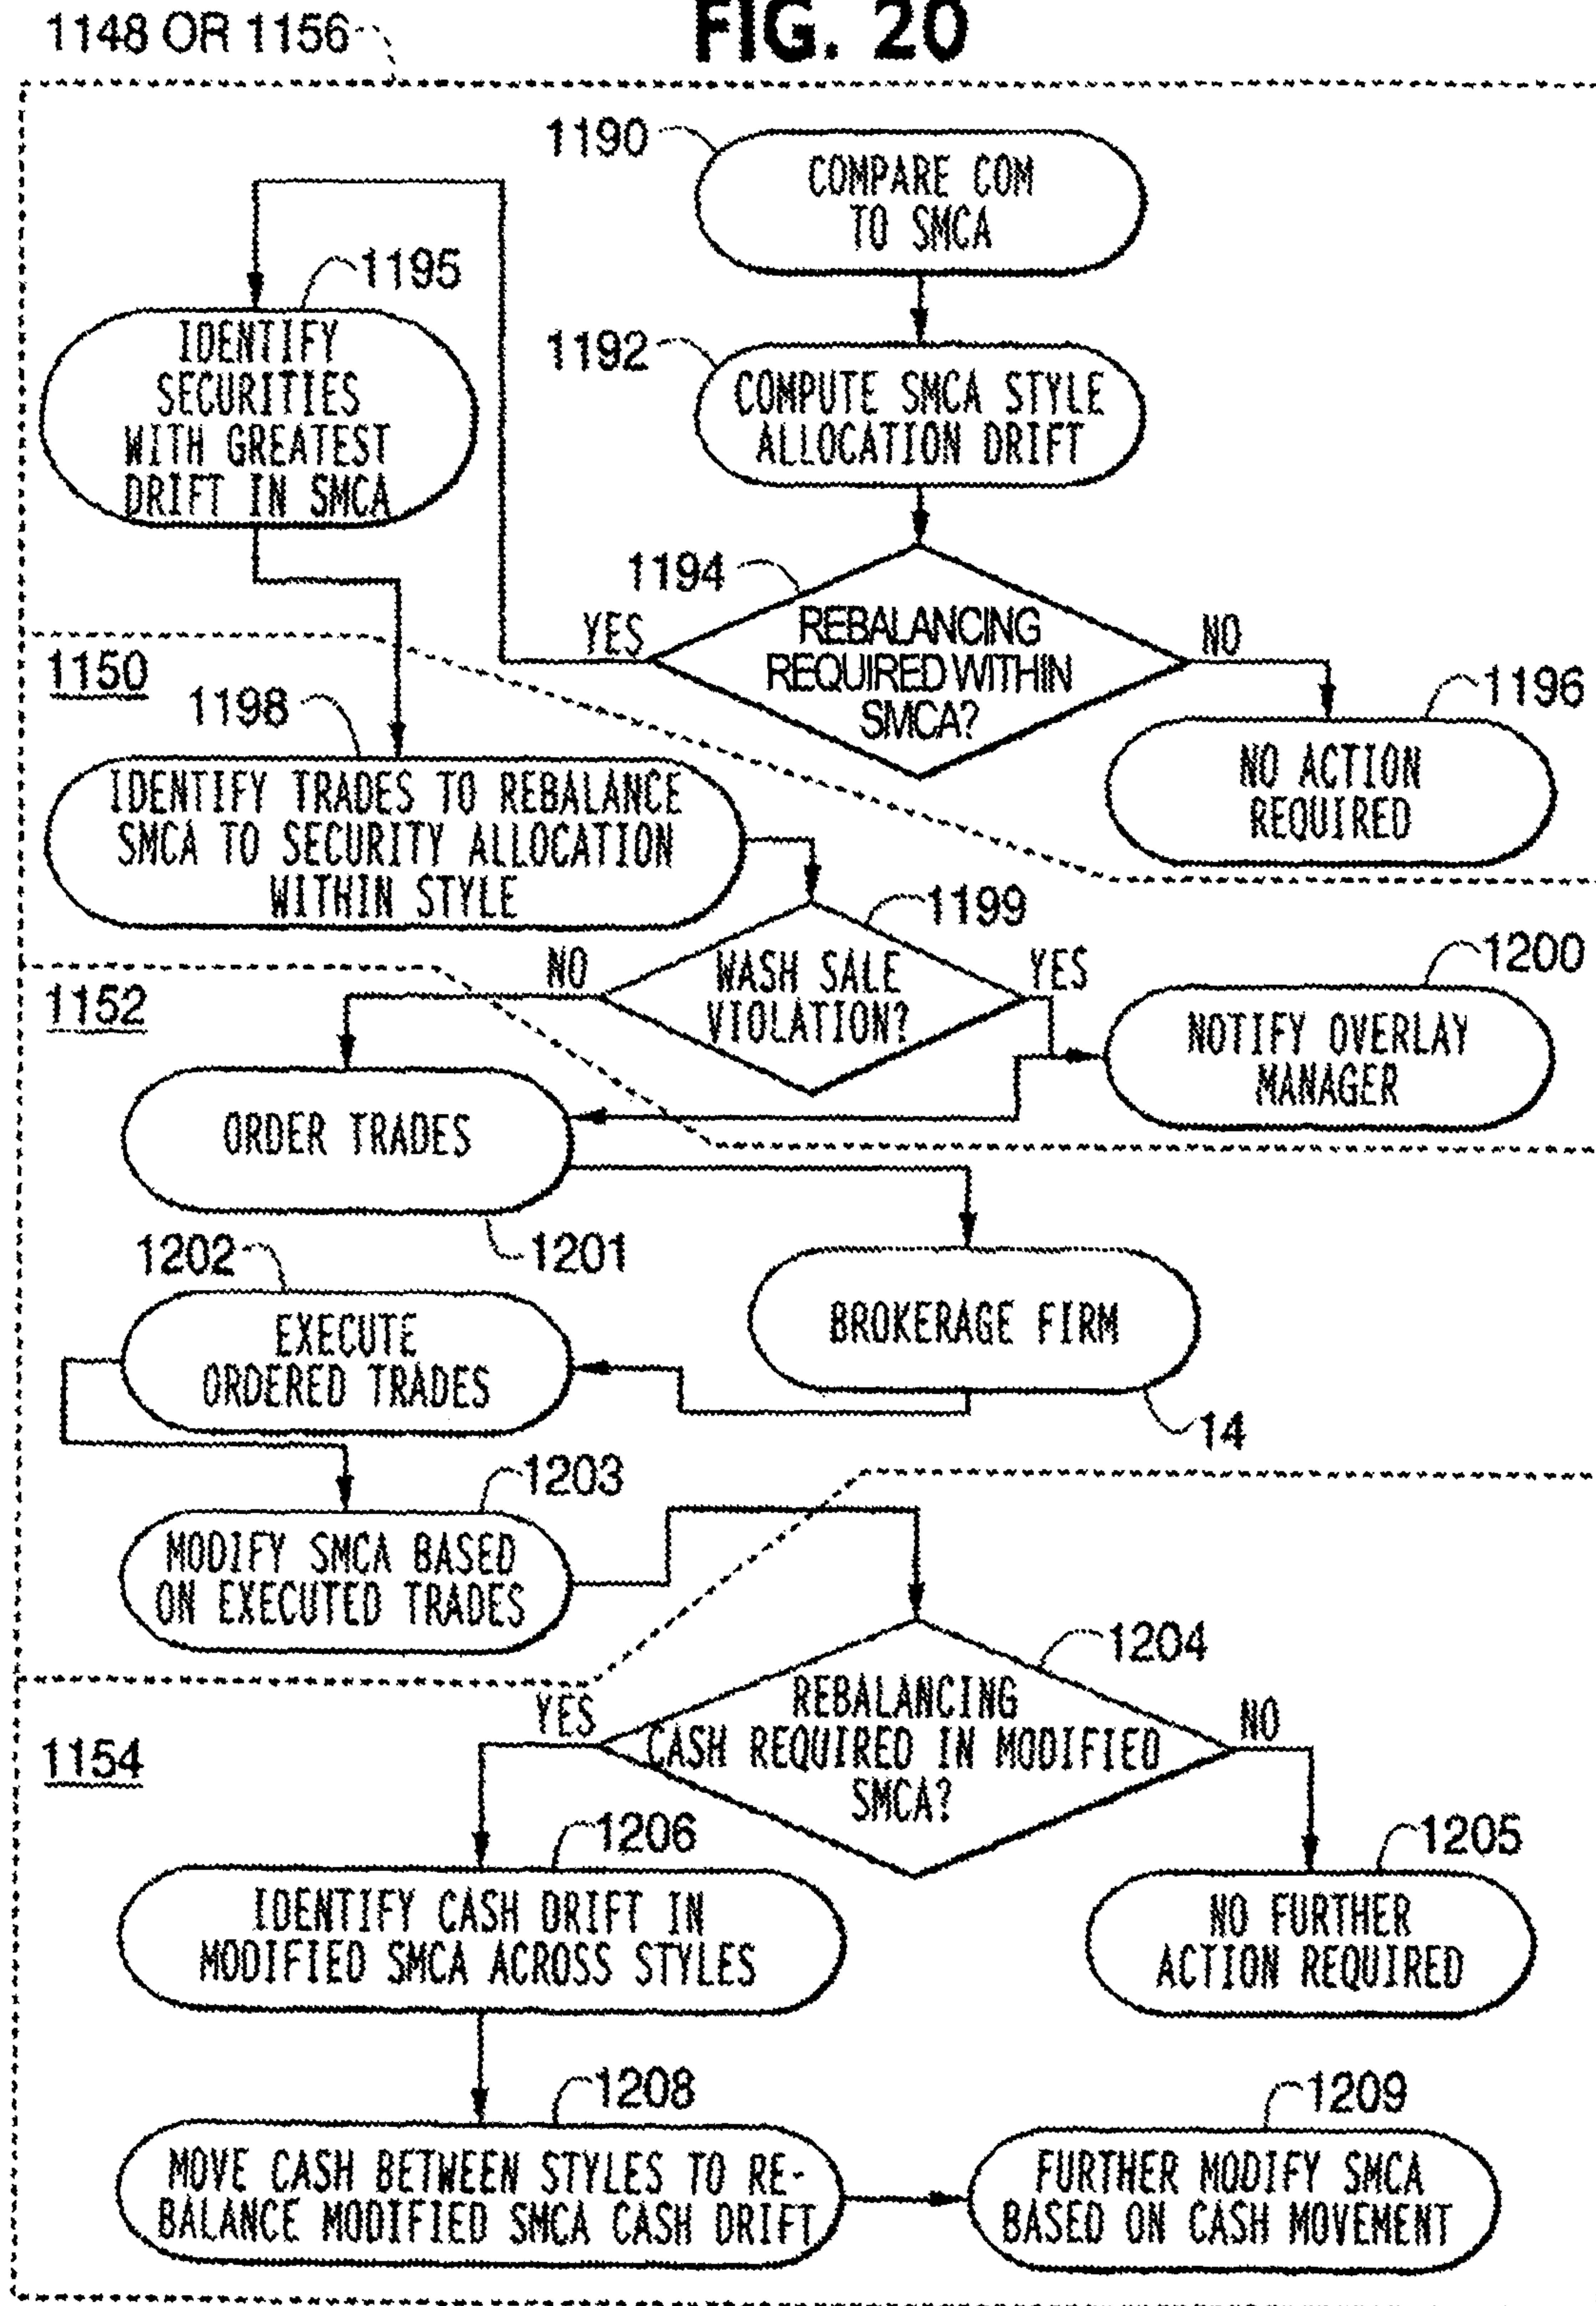 FIG. 20
1148 OR 1156
1190
COMPARE COM
TO SMCA
1195
IDENTIFY
SECURITIES
WITH GREATEST
DRIFT IN SMCA
1192
COMPUTE SMCA STYLE
ALLOCATION DRIFT
1194
YES
REBALANCING
REQUIRED WITHIN
SMCA?
NO
1196
NO ACTION
REQUIRED
1150
1198
IDENTIFY TRADES TO REBALANCE
SMCA TO SECURITY ALLOCATION
WITHIN STYLE
1199
NO
WASH SALE
VIOLATION?
YES
1200
NOTIFY OVERLAY
MANAGER
1152
ORDER TRADES
1201
BROKERAGE FIRM
14
1202
EXECUTE
ORDERED TRADES
1203
MODIFY SMCA BASED
ON EXECUTED TRADES
1204
YES
REBALANCING
CASH REQUIRED IN MODIFIED
SMCA?
NO
1154
1206
IDENTIFY CASH DRIFT IN
MODIFIED SMCA ACROSS STYLES
1205
NO FURTHER
ACTION REQUIRED
1208
MOVE CASH BETWEEN STYLES TO RE-
BALANCE MODIFIED SMCA CASH DRIFT
1209
FURTHER MODIFY SMCA
BASED ON CASH MOVEMENT